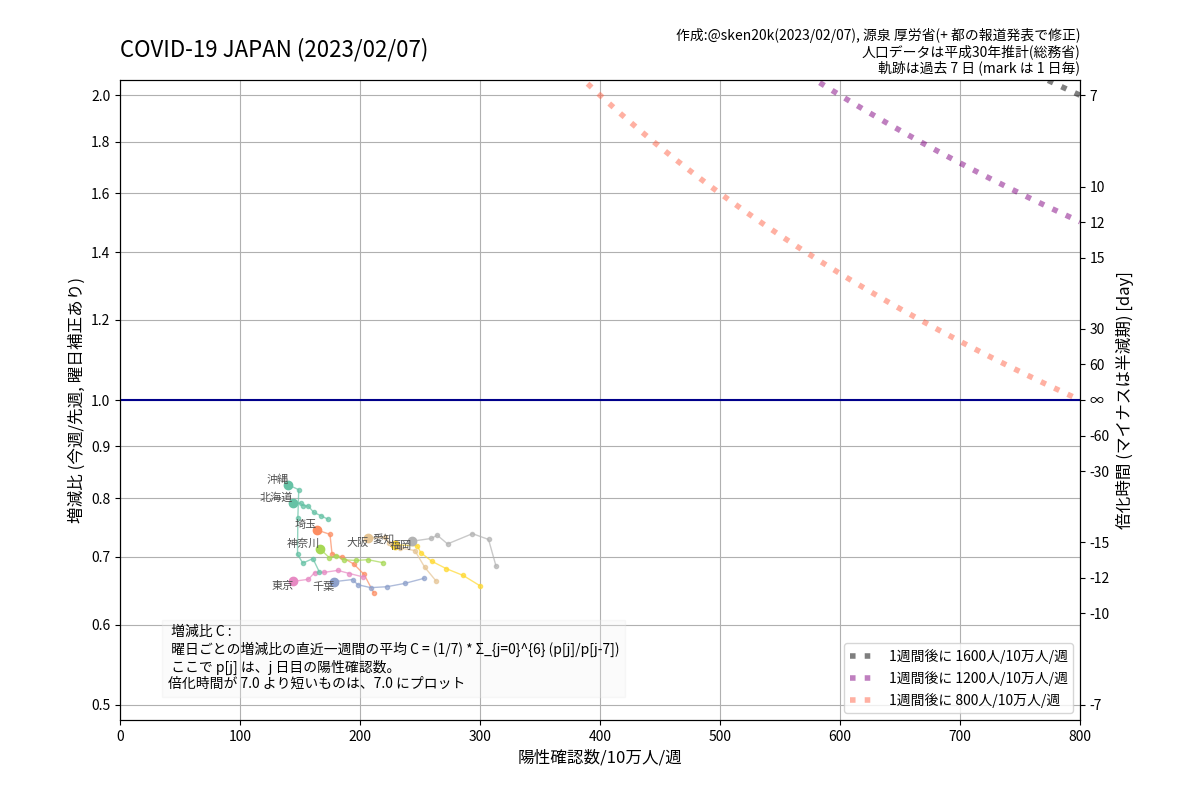 COVID-19 JAPAN (2023/02/07)
作成:@sken20k(2023/02/07), 源泉 厚労省(+ 都の報道発表で修正)
人口データは平成30年推計(総務省)
軌跡は過去 7 日 (mark は 1 日毎)
増減比 (今週/先週, 曜日補正あり)
2.0
1.8
1.6
1.4
1.2
1.0
0.9
0.8
0.7
0.6
0.5
7
10
12
15
30
60
∞
-60
-30
-15
-12
-10
-7
倍化時間 (マイナスは半減期) [day]
沖縄
北海道
埼玉
神奈川
大阪
愛知
福岡
東京
千葉
増減比 C :
曜日ごとの増減比の直近一週間の平均 C = (1/7) * Σ_{j=0}^{6} (p[j]/p[j-7])
ここで p[j] は、j 日目の陽性確認数。
倍化時間が 7.0 より短いものは、7.0 にプロット
1週間後に 1600人/10万人/週
1週間後に 1200人/10万人/週
1週間後に 800人/10万人/週
0 100 200 300 400 500 600 700 800
陽性確認数/10万人/週